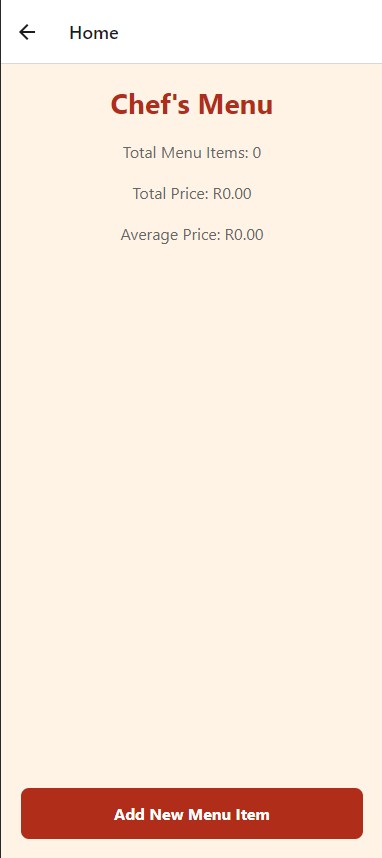 Home
Chef's Menu
Total Menu Items: 0
Total Price: R0.00
Average Price: R0.00
Add New Menu Item